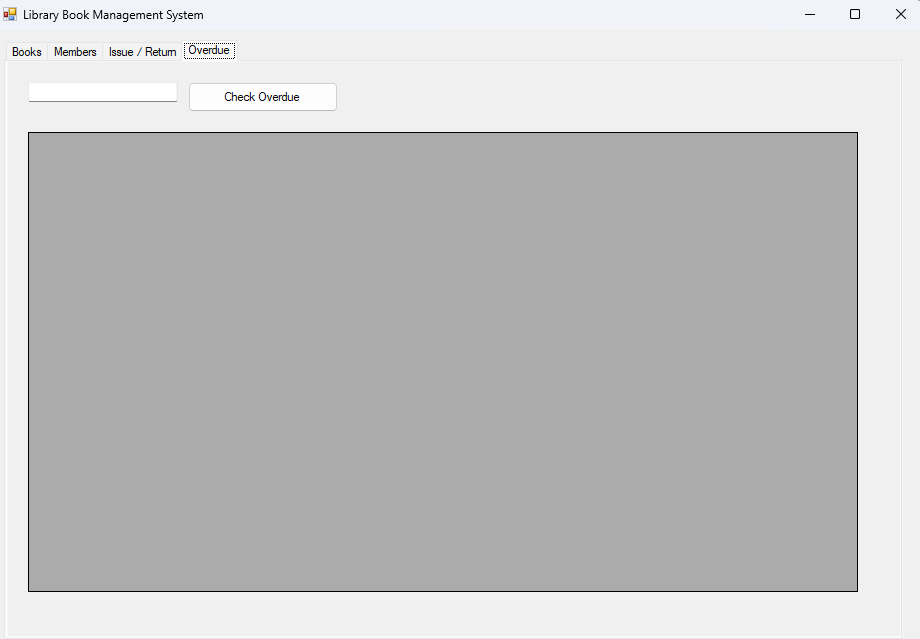 Library Book Management System
Books Members Issue / Return Overdue
Check Overdue